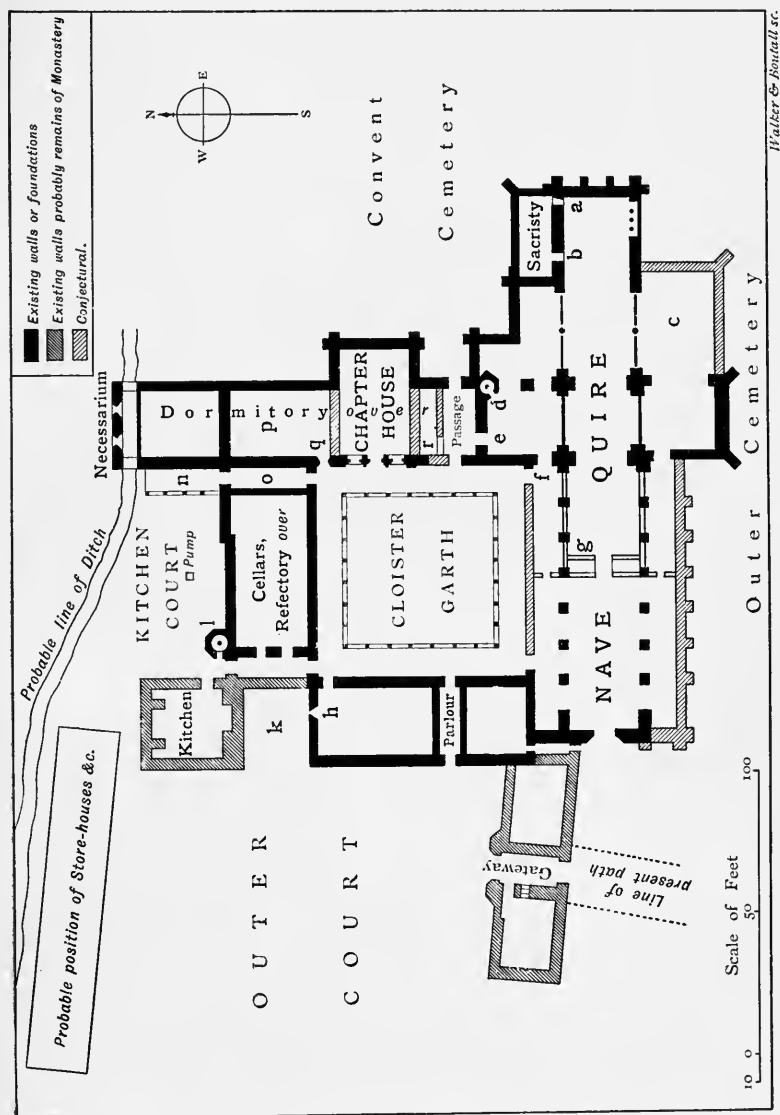 Existing walls or foundations
Existing walls probably remains of Monastery
Conjectural.
Probable position of Store-houses &c.
Probable line of Ditch
N
W
E
S
Necessarium
KITCHEN
COURT
Pump
Kitchen
l
n
o
Dormitory over
p
q
Cellars,
Refectory over
k
h
CHAPTER
HOUSE
r
Passage
Convent
Cemetery
OUTER
COURT
CLOISTER
GARTH
Parlour
e
d
f
Sacristy
b
a
g
QUIRE
NAVE
c
Gateway
Line of
present path
Outer Cemetery
Scale of Feet
10
0
50
100
Walker & Boutall sc.